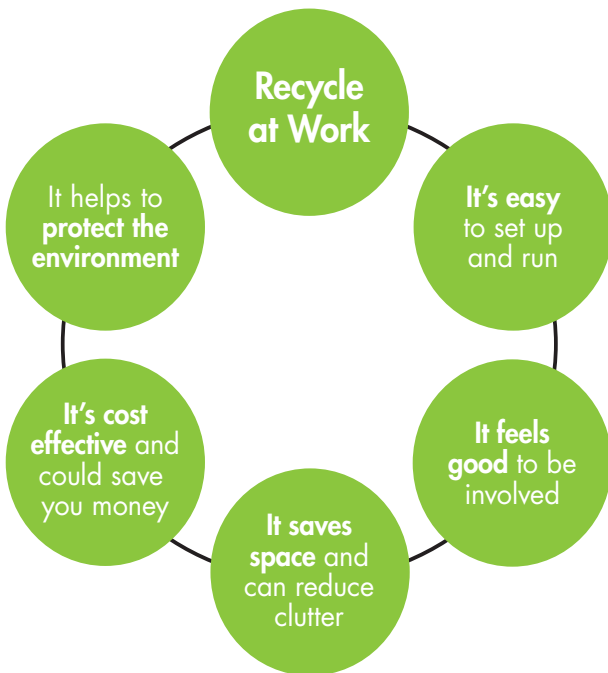 Recycle
at Work
It's easy
to set up
and run
It feels
good to be
involved
It saves
space and
can reduce
clutter
It's cost
effective and
could save
you money
It helps to
protect the
environment